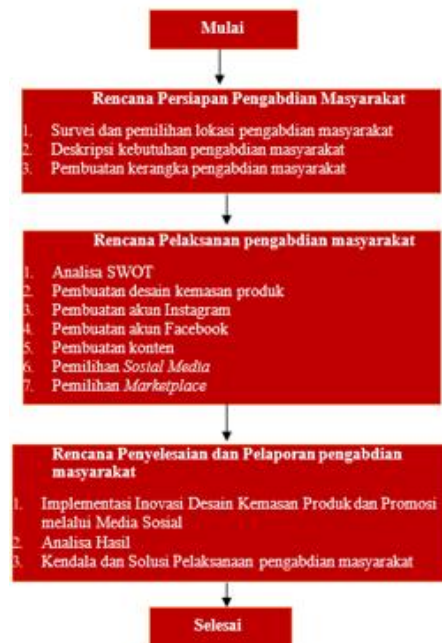 Mulai
Rencana Persiapan Pengabdian Masyarakat
1. Survei dan pemilihan lokasi pengabdian masyarakat
2. Deskripsi kebutuhan pengabdian masyarakat
3. Pembuatan kerangka pengabdian masyarakat
Rencana Pelaksanan pengabdian masyarakat
1. Analisa SWOT
2. Pembuatan desain kemasan produk
3. Pembuatan akun Instagram
4. Pembuatan akun Facebook
5. Pembuatan konten
6. Pemilihan Sosial Media
7. Pemilihan Marketplace
Rencana Penyelesaian dan Pelaporan pengabdian
masyarakat
1. Implementasi Inovasi Desain Kemasan Produk dan Promosi
melalui Media Sosial
2. Analisa Hasil
3. Kendala dan Solusi Pelaksanaan pengabdian masyarakat
Selesai